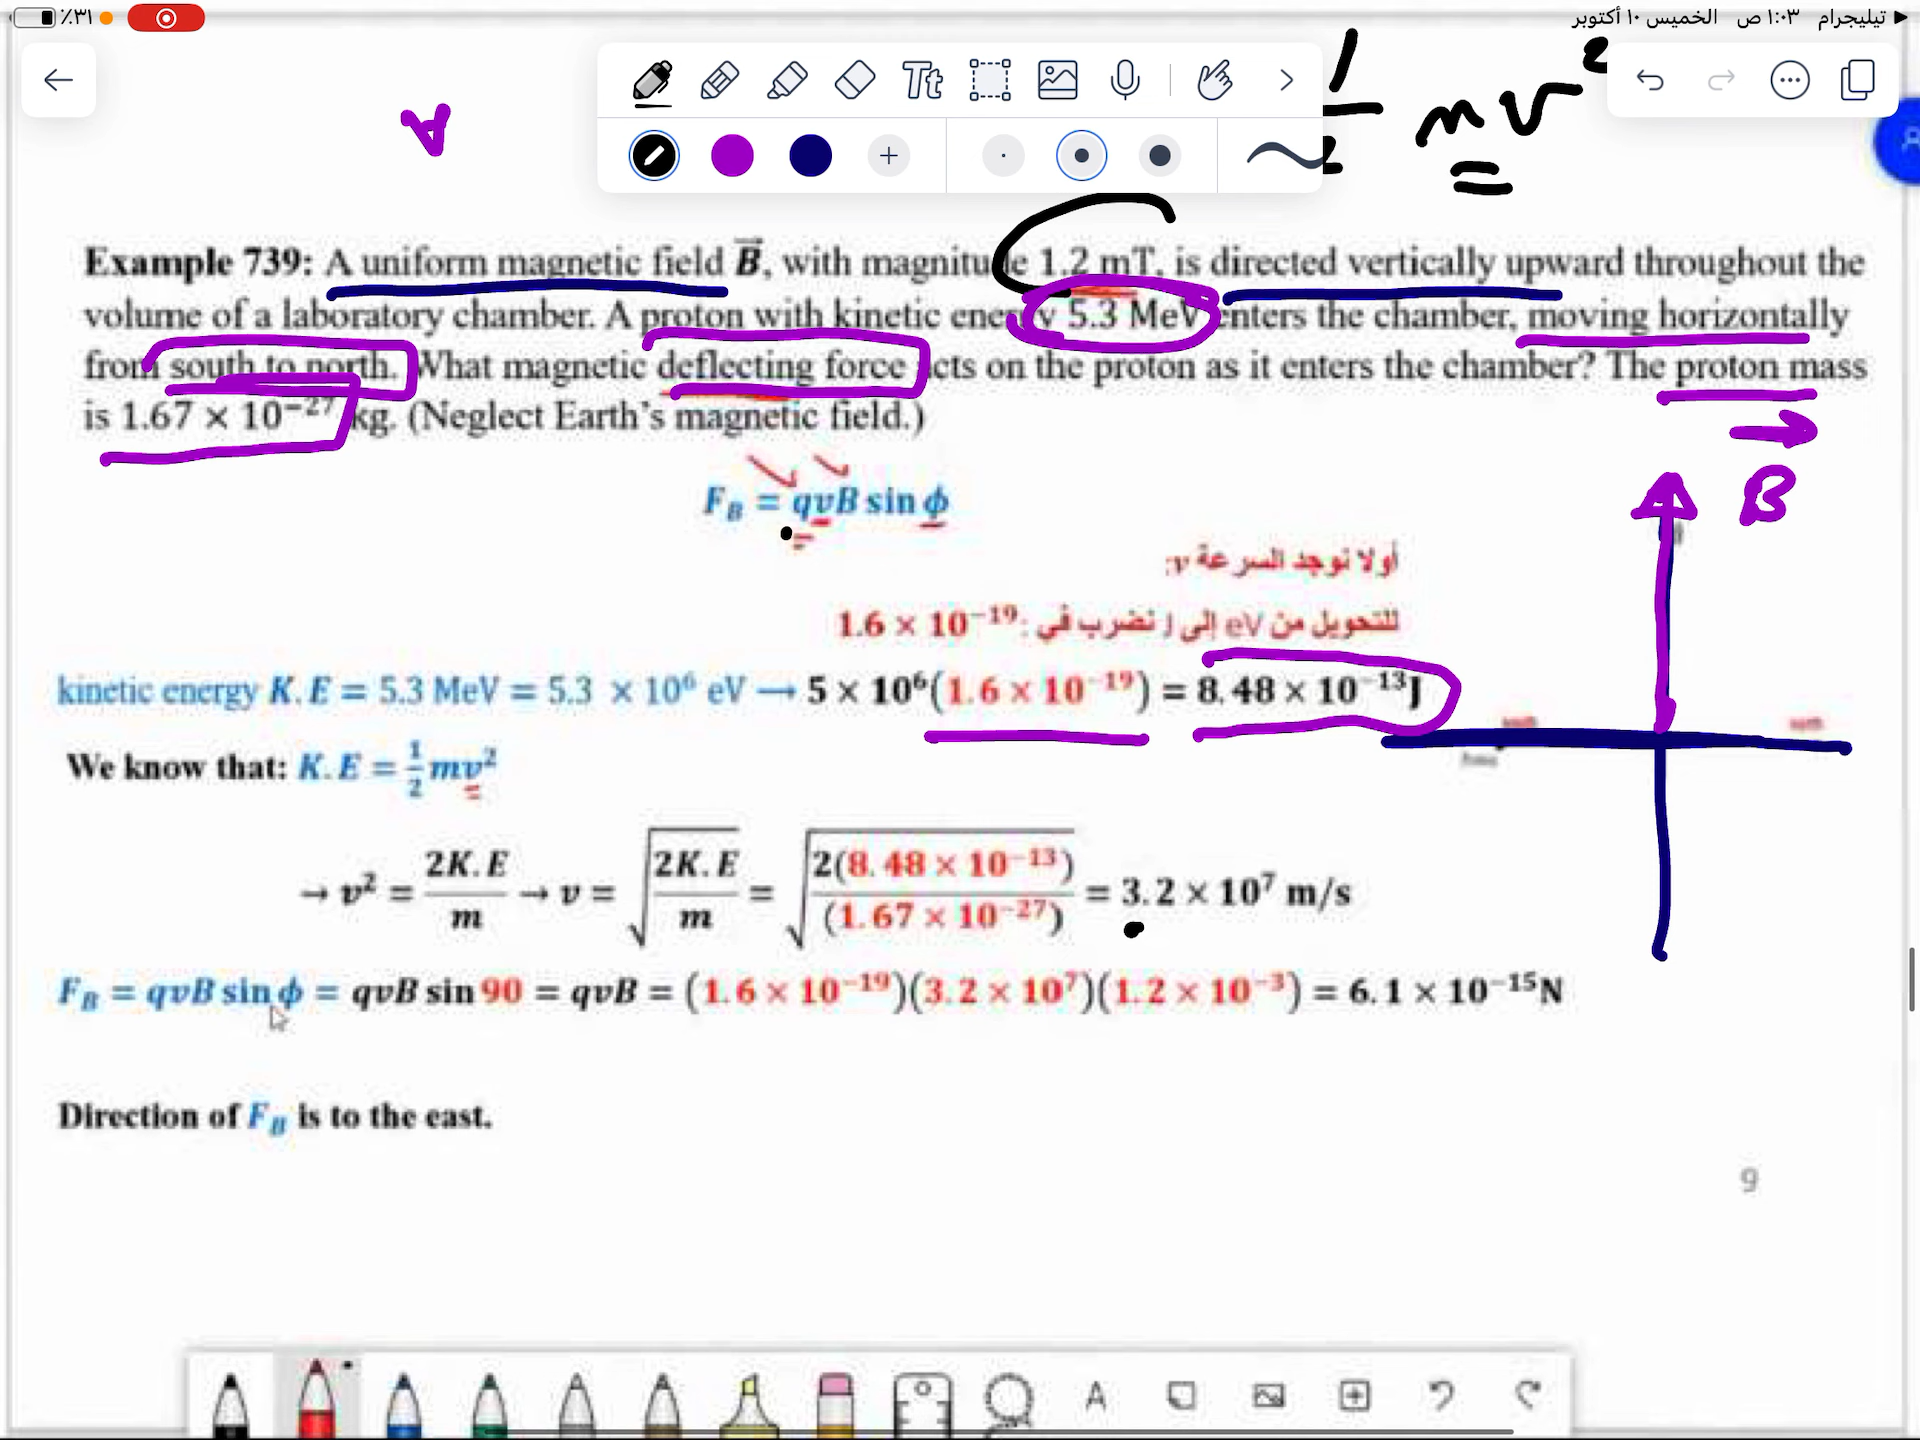 ٪٣١
تيليجرام ١:٠٣ ص الخميس ١٠ أكتوبر
Tt
1/2 mv²
Example 739: A uniform magnetic field B⃗, with magnitude 1.2 mT, is directed vertically upward throughout the
volume of a laboratory chamber. A proton with kinetic energy 5.3 MeV enters the chamber, moving horizontally
from south to north. What magnetic deflecting force acts on the proton as it enters the chamber? The proton mass
is 1.67 × 10⁻²⁷ kg. (Neglect Earth's magnetic field.)
B
F_B = qvB sin ϕ
أولا نوجد السرعة v:
للتحويل من eV إلى J نضرب في: 1.6 × 10⁻¹⁹
kinetic energy K.E = 5.3 MeV = 5.3 × 10⁶ eV → 5 × 10⁶(1.6 × 10⁻¹⁹) = 8.48 × 10⁻¹³J
south north
We know that: K.E = 1/2 mv²
→ v² = 2K.E/m → v = √(2K.E/m) = √(2(8.48 × 10⁻¹³)/(1.67 × 10⁻²⁷)) = 3.2 × 10⁷ m/s
F_B = qvB sin ϕ = qvB sin 90 = qvB = (1.6 × 10⁻¹⁹)(3.2 × 10⁷)(1.2 × 10⁻³) = 6.1 × 10⁻¹⁵N
Direction of F_B is to the east.
9
A